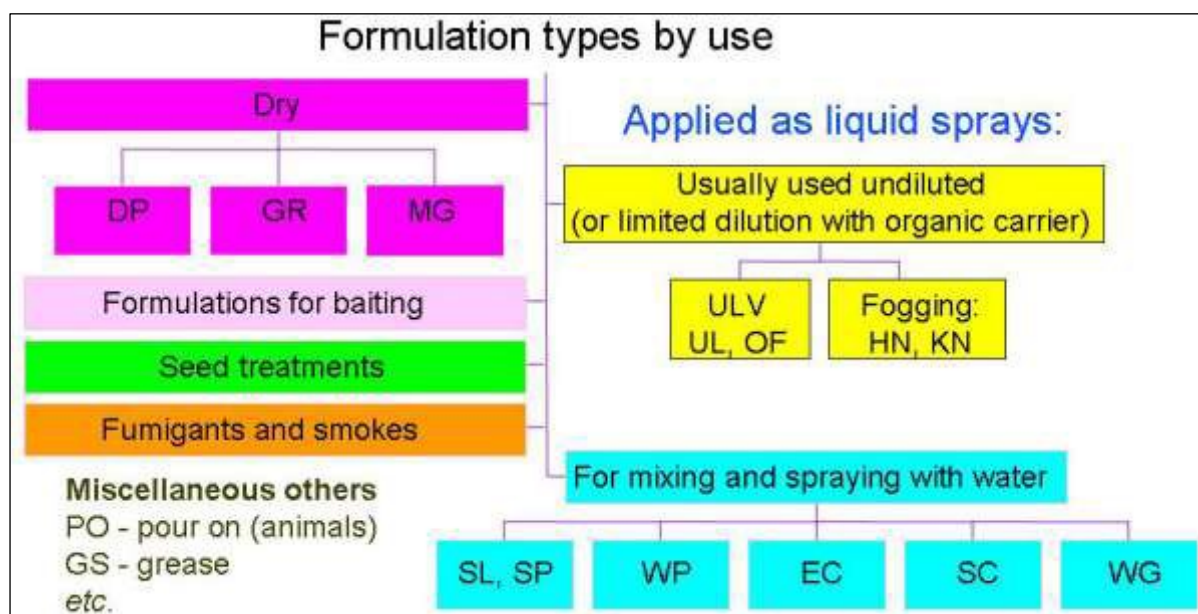 Formulation types by use
Dry
DP
GR
MG
Formulations for baiting
Seed treatments
Fumigants and smokes
Miscellaneous others
PO - pour on (animals)
GS - grease
etc.
Applied as liquid sprays:
Usually used undiluted
(or limited dilution with organic carrier)
ULV
UL, OF
Fogging:
HN, KN
For mixing and spraying with water
SL, SP
WP
EC
SC
WG